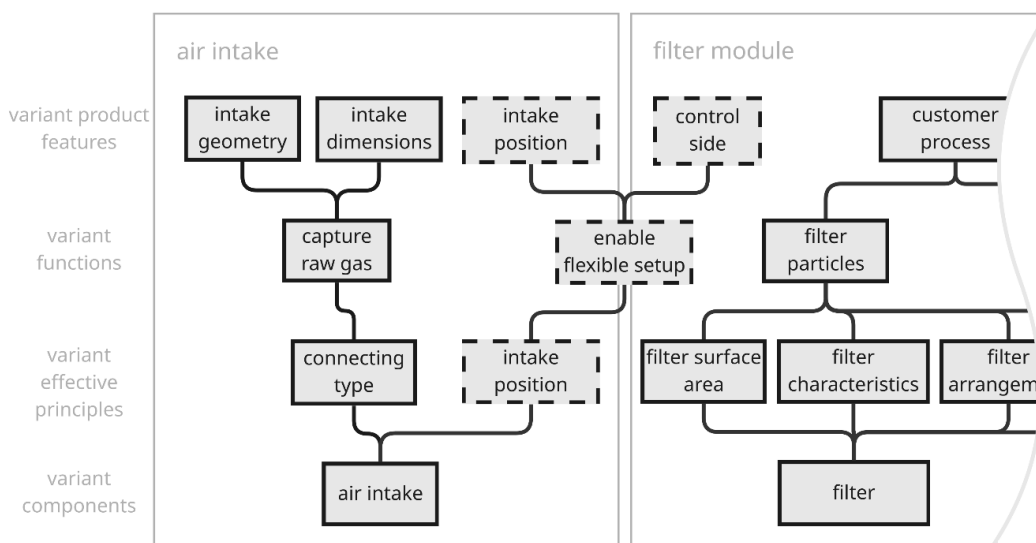 air intake
filter module
variant product
features
intake
geometry
intake
dimensions
intake
position
control
side
customer
process
variant
functions
capture
raw gas
enable
flexible setup
filter
particles
variant
effective
principles
connecting
type
intake
position
filter surface
area
filter
characteristics
filter
variant
components
air intake
filter